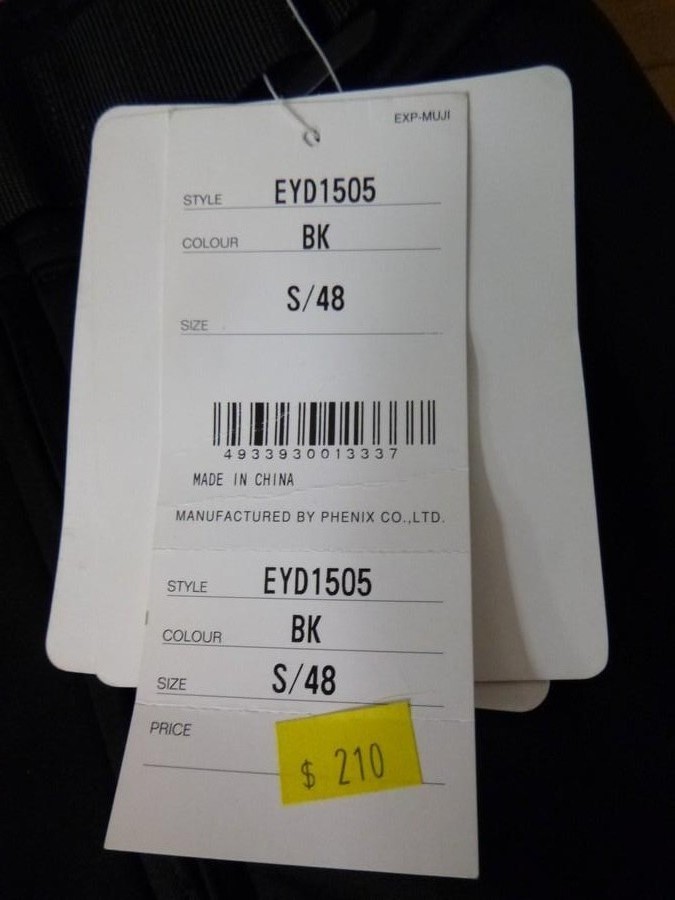 EXP-MUJI
STYLE EYD1505
COLOUR BK
SIZE S/48
4933930013337
MADE IN CHINA
MANUFACTURED BY PHENIX CO.,LTD.
STYLE EYD1505
COLOUR BK
SIZE S/48
PRICE $ 210